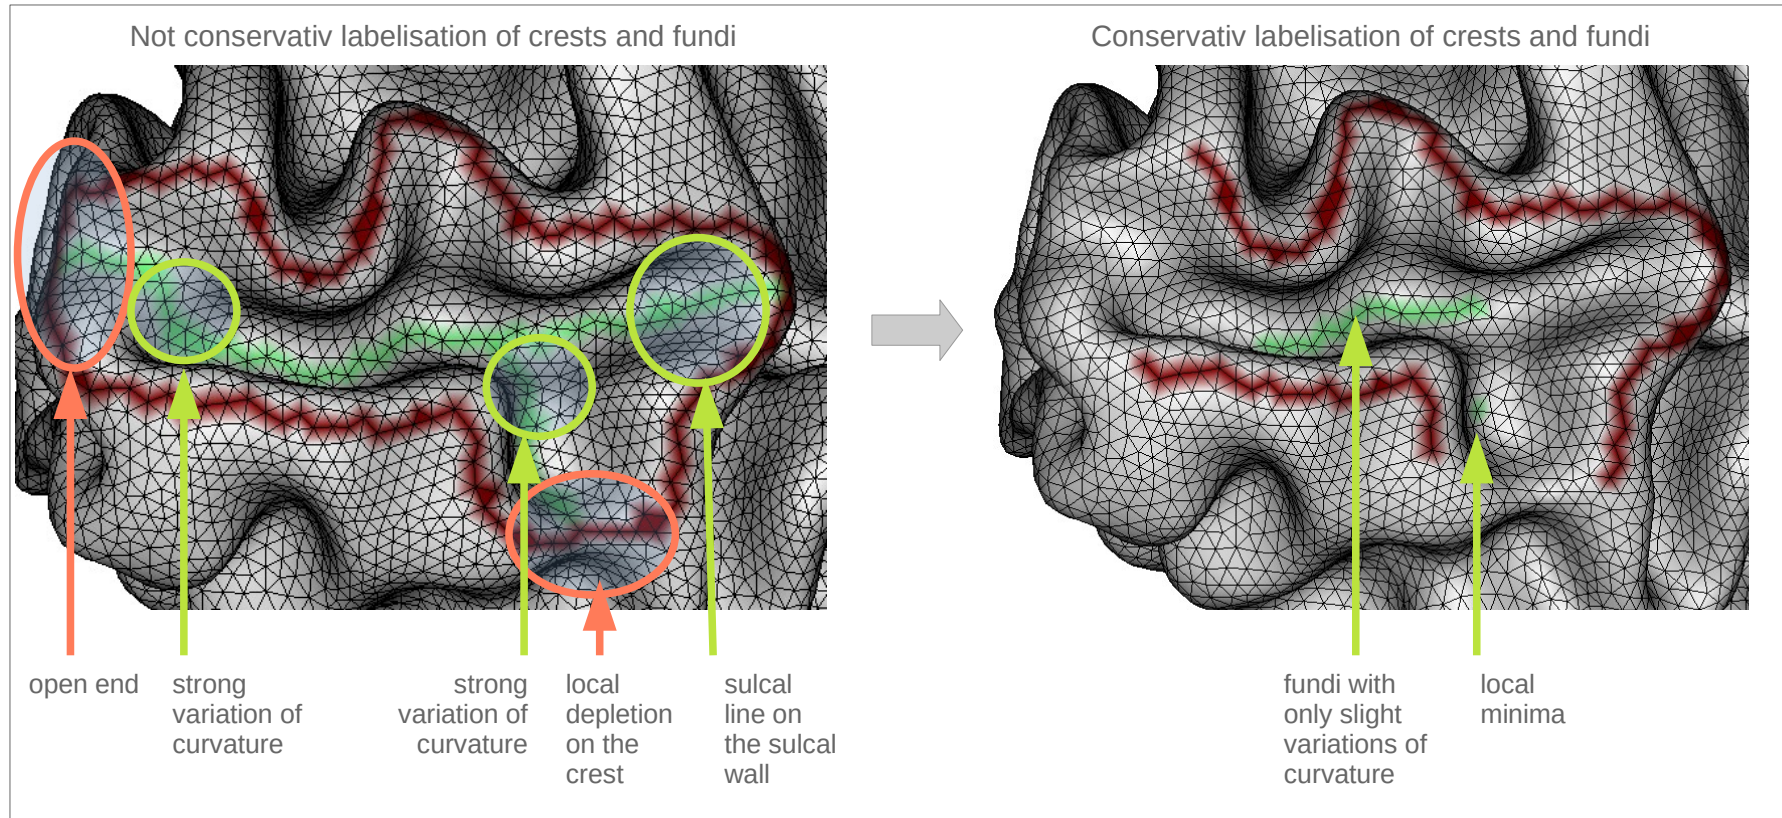 Not conservativ labelisation of crests and fundi
Conservativ labelisation of crests and fundi
open end
strong
variation of
curvature
strong
variation of
curvature
local
depletion
on the
crest
sulcal
line on
the sulcal
wall
fundi with
only slight
variations of
curvature
local
minima